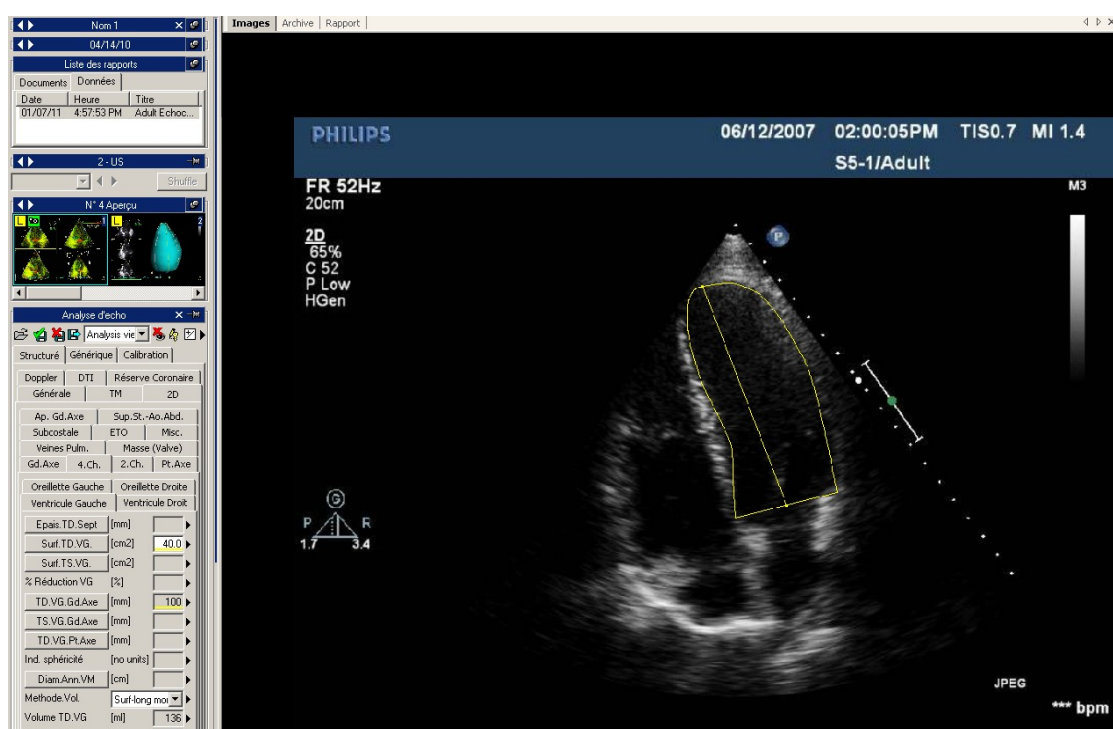 Nom 1
04/14/10
Liste des rapports
Documents Données
Date Heure Titre
01/07/11 4:57:53 PM Adult Echoc...
2 - US
Shuffle
N° 4 Aperçu
L 1 L 2
Analyse d'echo
Analysis vie
Structuré Générique Calibration
Doppler DTI Réserve Coronaire
Générale TM 2D
Ap. Gd.Axe Sup.St.-Ao.Abd.
Subcostale ETO Misc.
Veines Pulm. Masse (Valve)
Gd.Axe 4.Ch. 2.Ch. Pt.Axe
Oreillette Gauche Oreillette Droite
Ventricule Gauche Ventricule Droit
Epais.TD.Sept [mm]
Surf.TD.VG. [cm2] 40.0
Surf.TS.VG. [cm2]
% Réduction VG [%]
TD.VG.Gd.Axe [mm] 100
TS.VG.Gd.Axe [mm]
TD.VG.Pt.Axe [mm]
Ind. sphéricité [no units]
Diam.Ann.VM [cm]
Methode.Vol. Surf-long mo
Volume TD.VG [ml] 136
Images Archive Rapport
PHILIPS 06/12/2007 02:00:05PM TIS0.7 MI 1.4
S5-1/Adult
FR 52Hz
20cm
M3
2D
65%
C 52
P Low
HGen
P
G
P R
1.7 3.4
JPEG
*** bpm